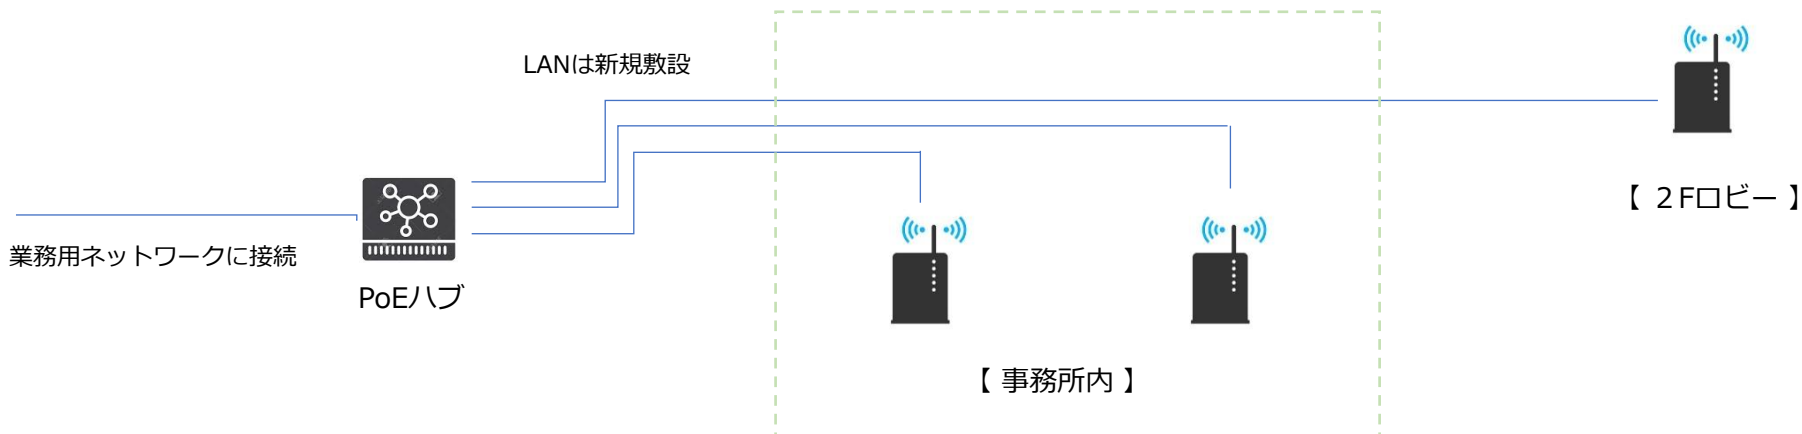 LANは新規敷設
【 2Fロビー 】
業務用ネットワークに接続
PoEハブ
【 事務所内 】